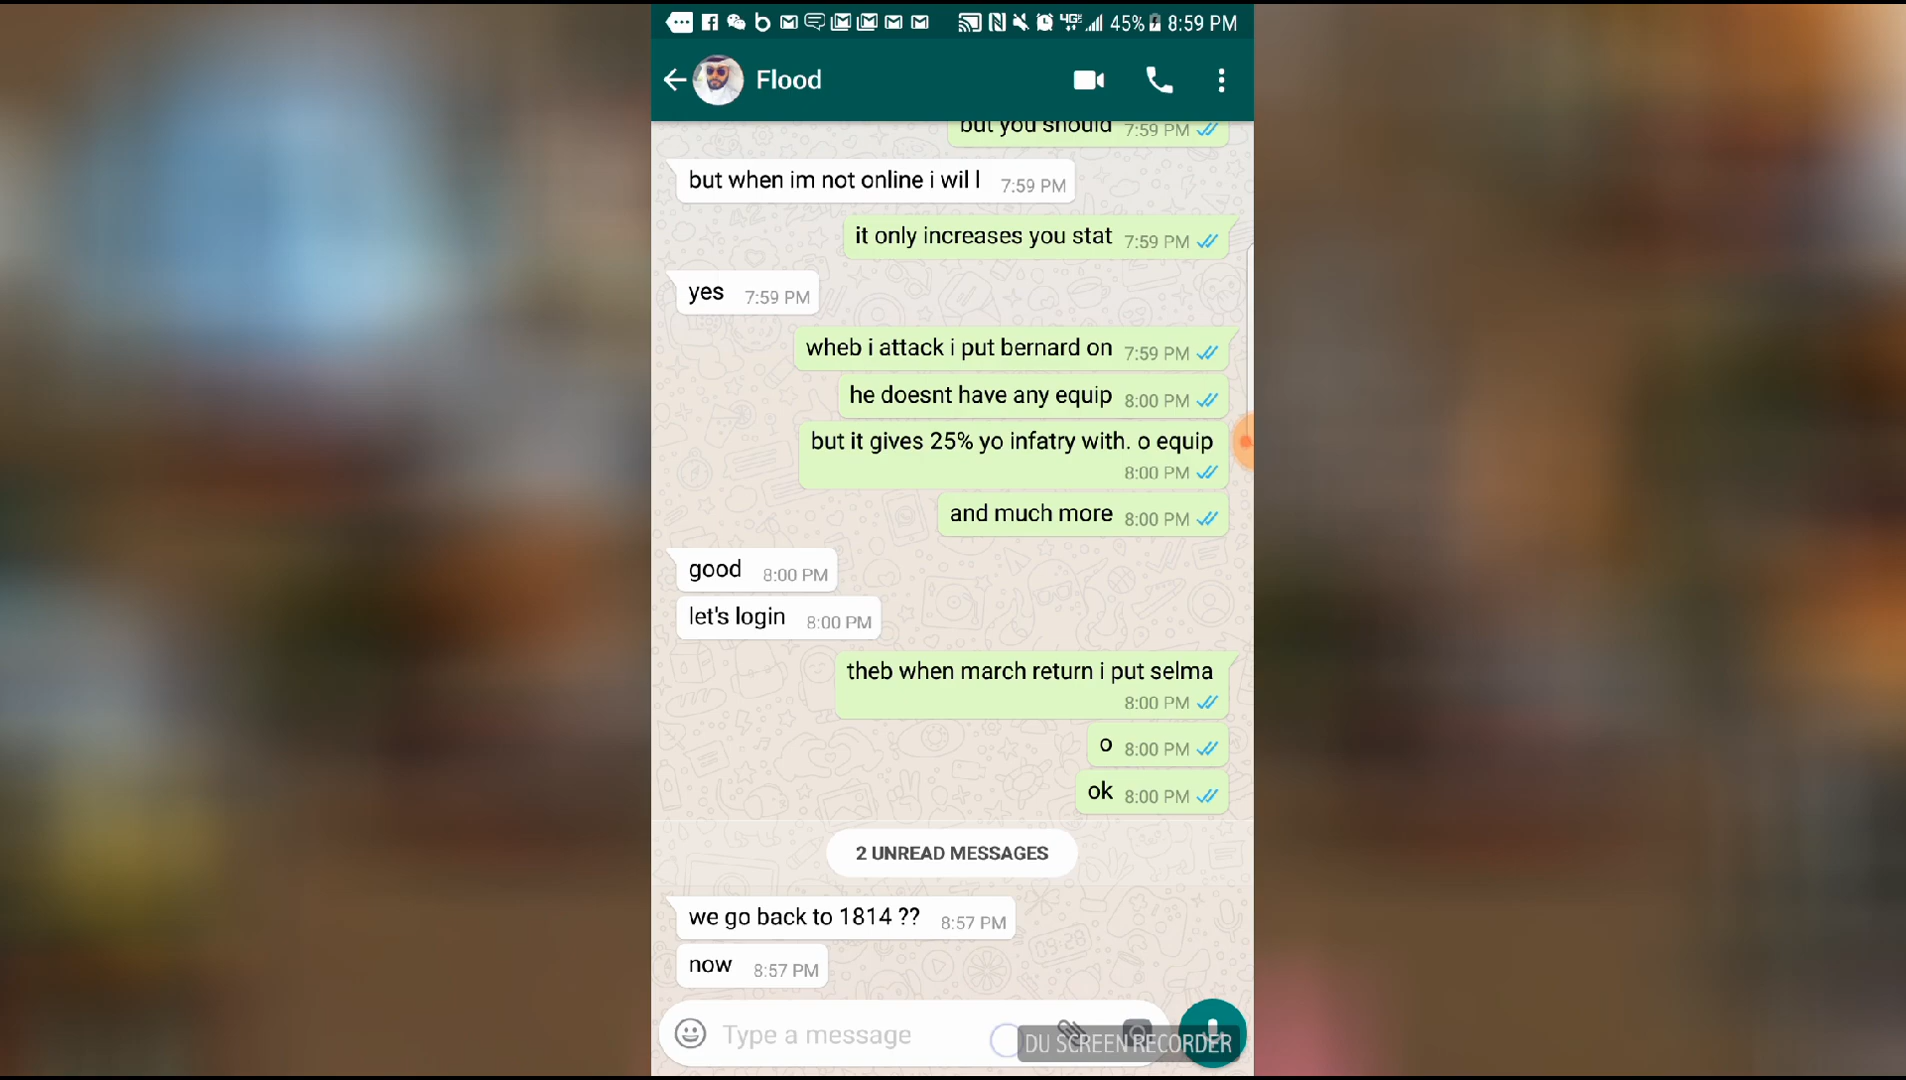 45% 8:59 PM
Flood
but you should 7:59 PM
but when im not online i wil l 7:59 PM
it only increases you stat 7:59 PM
yes 7:59 PM
wheb i attack i put bernard on 7:59 PM
he doesnt have any equip 8:00 PM
but it gives 25% yo infatry with. o equip
8:00 PM
and much more 8:00 PM
good 8:00 PM
let's login 8:00 PM
theb when march return i put selma
8:00 PM
o 8:00 PM
ok 8:00 PM
2 UNREAD MESSAGES
we go back to 1814 ?? 8:57 PM
now 8:57 PM
Type a message
DU SCREEN RECORDER